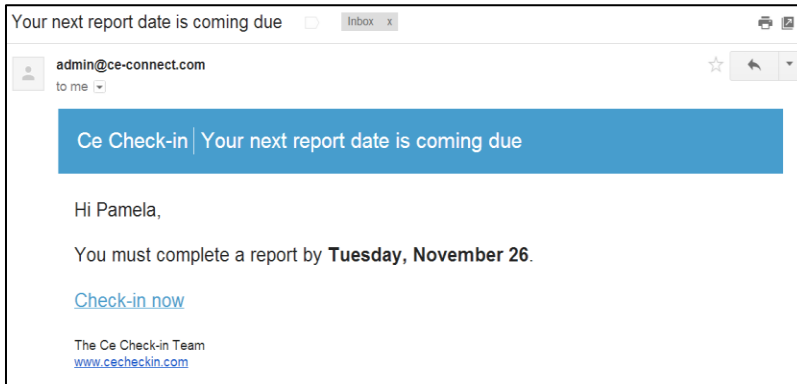 Your next report date is coming due Inbox x
admin@ce-connect.com
to me
Ce Check-in | Your next report date is coming due
Hi Pamela,
You must complete a report by Tuesday, November 26.
Check-in now
The Ce Check-in Team
www.cecheckin.com